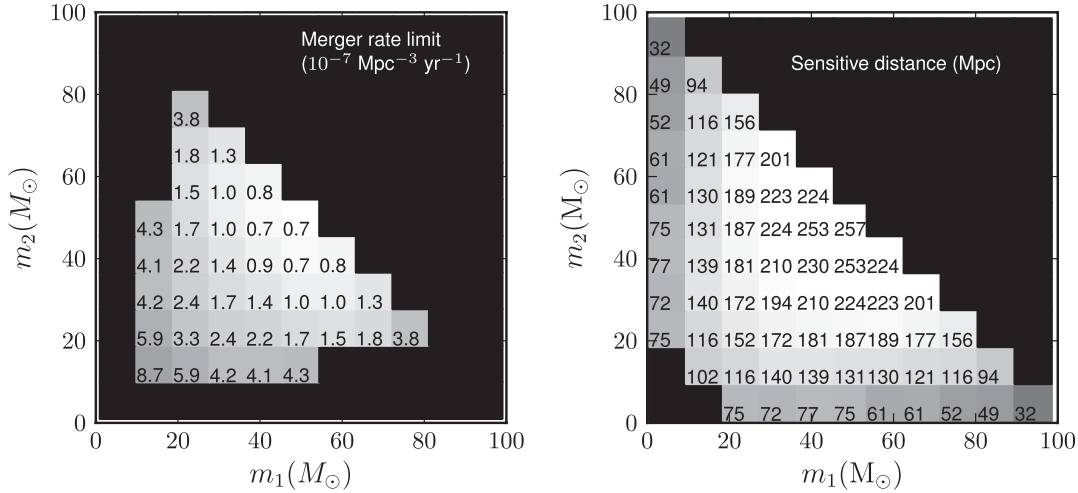 Merger rate limit
(10⁻⁷ Mpc⁻³ yr⁻¹)
100
80
60
40
20
0
m₂(M⊙)
3.8
1.8 1.3
1.5 1.0 0.8
4.3 1.7 1.0 0.7 0.7
4.1 2.2 1.4 0.9 0.7 0.8
4.2 2.4 1.7 1.4 1.0 1.0 1.3
5.9 3.3 2.4 2.2 1.7 1.5 1.8 3.8
8.7 5.9 4.2 4.1 4.3
0 20 40 60 80 100
m₁(M⊙)
Sensitive distance (Mpc)
100
80
60
40
20
0
m₂(M⊙)
32
49 94
52 116 156
61 121 177 201
61 130 189 223 224
75 131 187 224 253 257
77 139 181 210 230 253 224
72 140 172 194 210 224 223 201
75 116 152 172 181 187 189 177 156
102 116 140 139 131 130 121 116 94
75 72 77 75 61 61 52 49 32
0 20 40 60 80 100
m₁(M⊙)